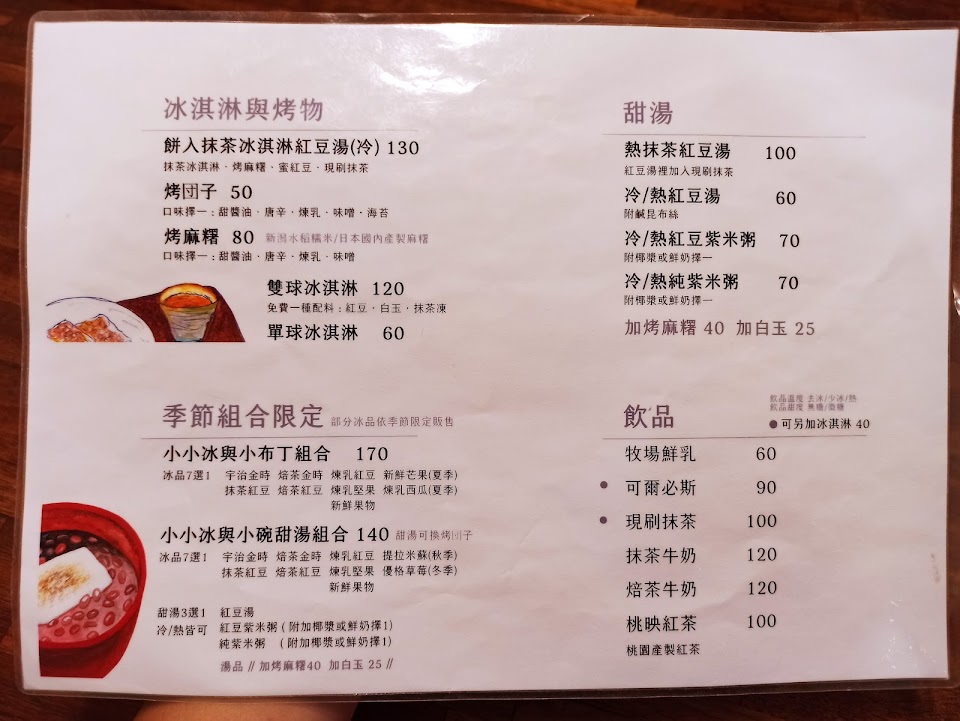 冰淇淋與烤物
餅入抹茶冰淇淋紅豆湯(冷) 130
抹茶冰淇淋·烤麻糬·蜜紅豆·現刷抹茶
烤団子 50
口味擇一：甜醬油·唐辛·煉乳·味噌·海苔
烤麻糬 80 新潟水稻糯米/日本國內產製麻糬
口味擇一：甜醬油·唐辛·煉乳·味噌
雙球冰淇淋 120
免費一種配料：紅豆·白玉·抹茶凍
單球冰淇淋 60
季節組合限定 部分冰品依季節限定販售
小小冰與小布丁組合 170
冰品7選1 宇治金時 焙茶金時 煉乳紅豆 新鮮芒果(夏季)
抹茶紅豆 焙茶紅豆 煉乳堅果 煉乳西瓜(夏季)
新鮮果物
小小冰與小碗甜湯組合 140 甜湯可換烤団子
冰品7選1 宇治金時 焙茶金時 煉乳紅豆 提拉米蘇(秋季)
抹茶紅豆 焙茶紅豆 煉乳堅果 優格草莓(冬季)
新鮮果物
甜湯3選1 紅豆湯
冷/熱皆可 紅豆紫米粥 (附加椰漿或鮮奶擇1)
純紫米粥 (附加椰漿或鮮奶擇1)
湯品 // 加烤麻糬40 加白玉 25 //
甜湯
熱抹茶紅豆湯 100
紅豆湯裡加入現刷抹茶
冷/熱紅豆湯 60
附鹹昆布絲
冷/熱紅豆紫米粥 70
附椰漿或鮮奶擇一
冷/熱純紫米粥 70
附椰漿或鮮奶擇一
加烤麻糬 40 加白玉 25
飲品
飲品溫度 去冰/少冰/熱
飲品甜度 無糖/微糖
●可另加冰淇淋 40
牧場鮮乳 60
● 可爾必斯 90
● 現刷抹茶 100
抹茶牛奶 120
焙茶牛奶 120
桃映紅茶 100
桃園產製紅茶